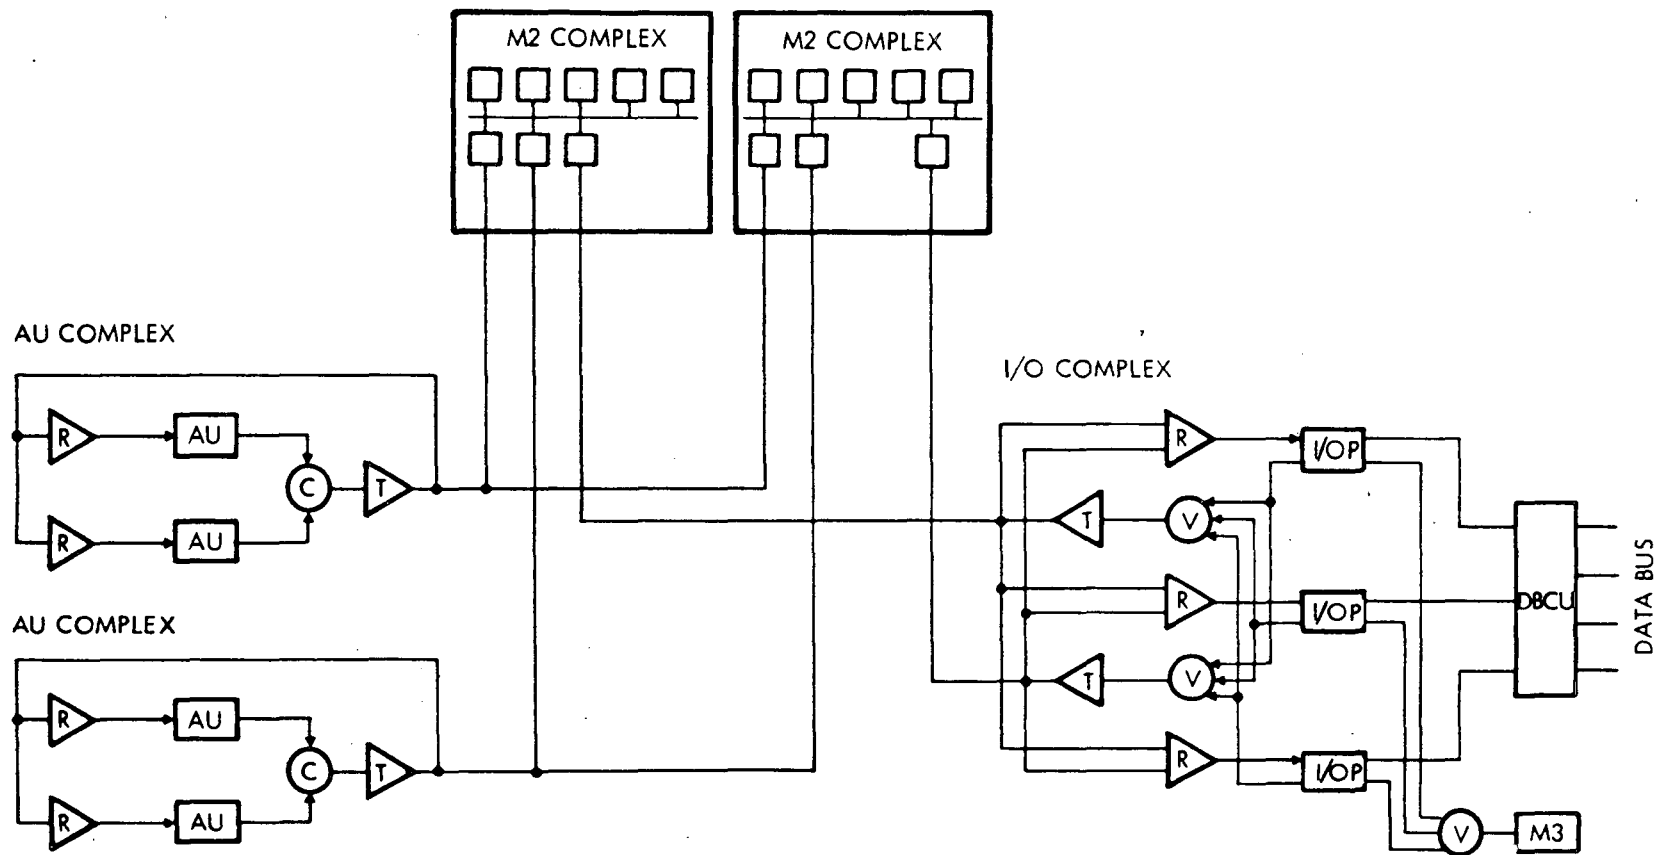 M2 COMPLEX
M2 COMPLEX
AU COMPLEX
R
AU
C
T
R
AU
AU COMPLEX
R
AU
C
T
R
AU
I/O COMPLEX
R
I/OP
T
V
R
I/OP
T
V
R
I/OP
DBCU
DATA BUS
V
M3